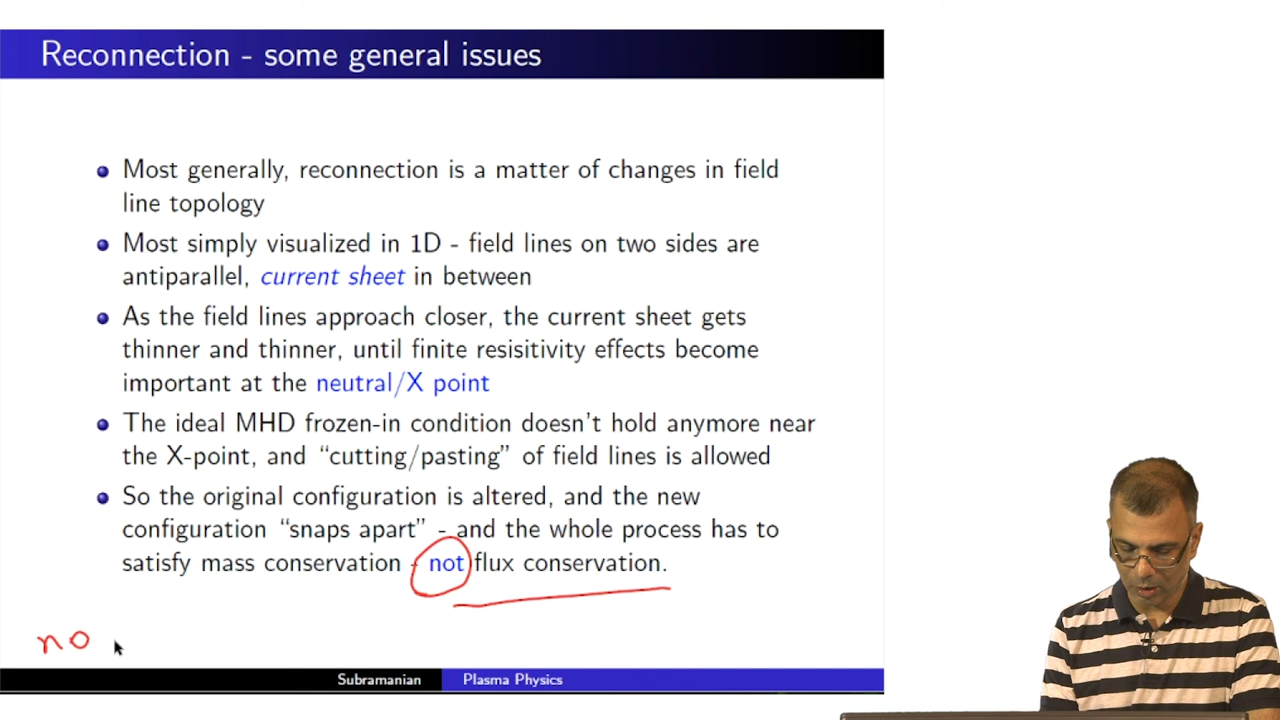 Reconnection - some general issues
Most generally, reconnection is a matter of changes in field
line topology
Most simply visualized in 1D - field lines on two sides are
antiparallel, current sheet in between
As the field lines approach closer, the current sheet gets
thinner and thinner, until finite resisitivity effects become
important at the neutral/X point
The ideal MHD frozen-in condition doesn't hold anymore near
the X-point, and “cutting/pasting” of field lines is allowed
So the original configuration is altered, and the new
configuration “snaps apart” - and the whole process has to
satisfy mass conservation - not flux conservation.
no
Subramanian Plasma Physics